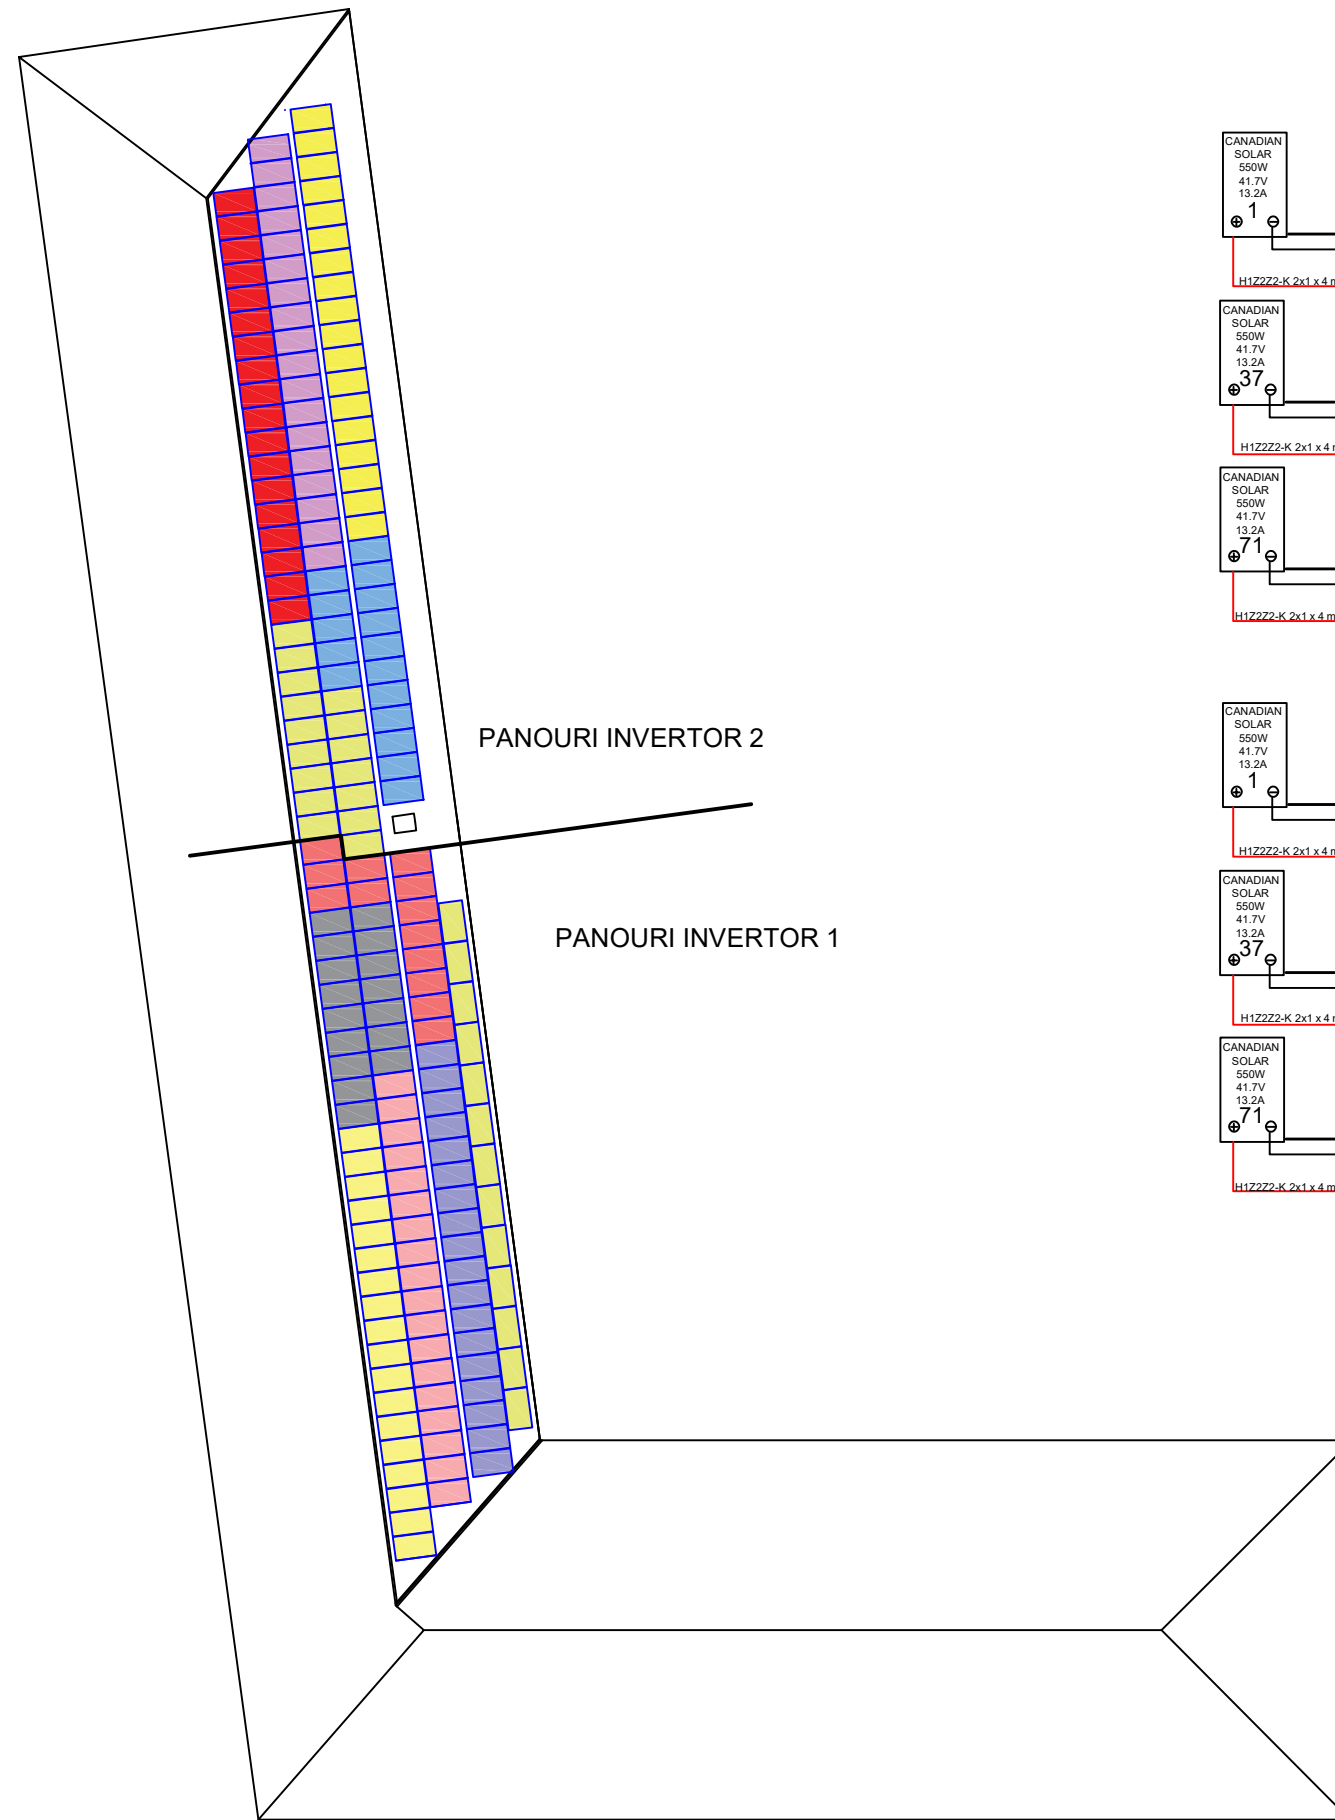 CANADIAN
SOLAR
550W
41.7V
13.2A
1
H1Z2Z2-K 2x1 x 4 m
CANADIAN
SOLAR
550W
41.7V
13.2A
37
H1Z2Z2-K 2x1 x 4
CANADIAN
SOLAR
550W
41.7V
13.2A
71
H1Z2Z2-K 2x1 x 4 m
PANOURI INVERTOR 2
PANOURI INVERTOR 1
CANADIAN
SOLAR
550W
41.7V
13.2A
1
H1Z2Z2-K 2x1 x 4 m
CANADIAN
SOLAR
550W
41.7V
13.2A
37
H1Z2Z2-K 2x1 x 4
CANADIAN
SOLAR
550W
41.7V
13.2A
71
H1Z2Z2-K 2x1 x 4 m